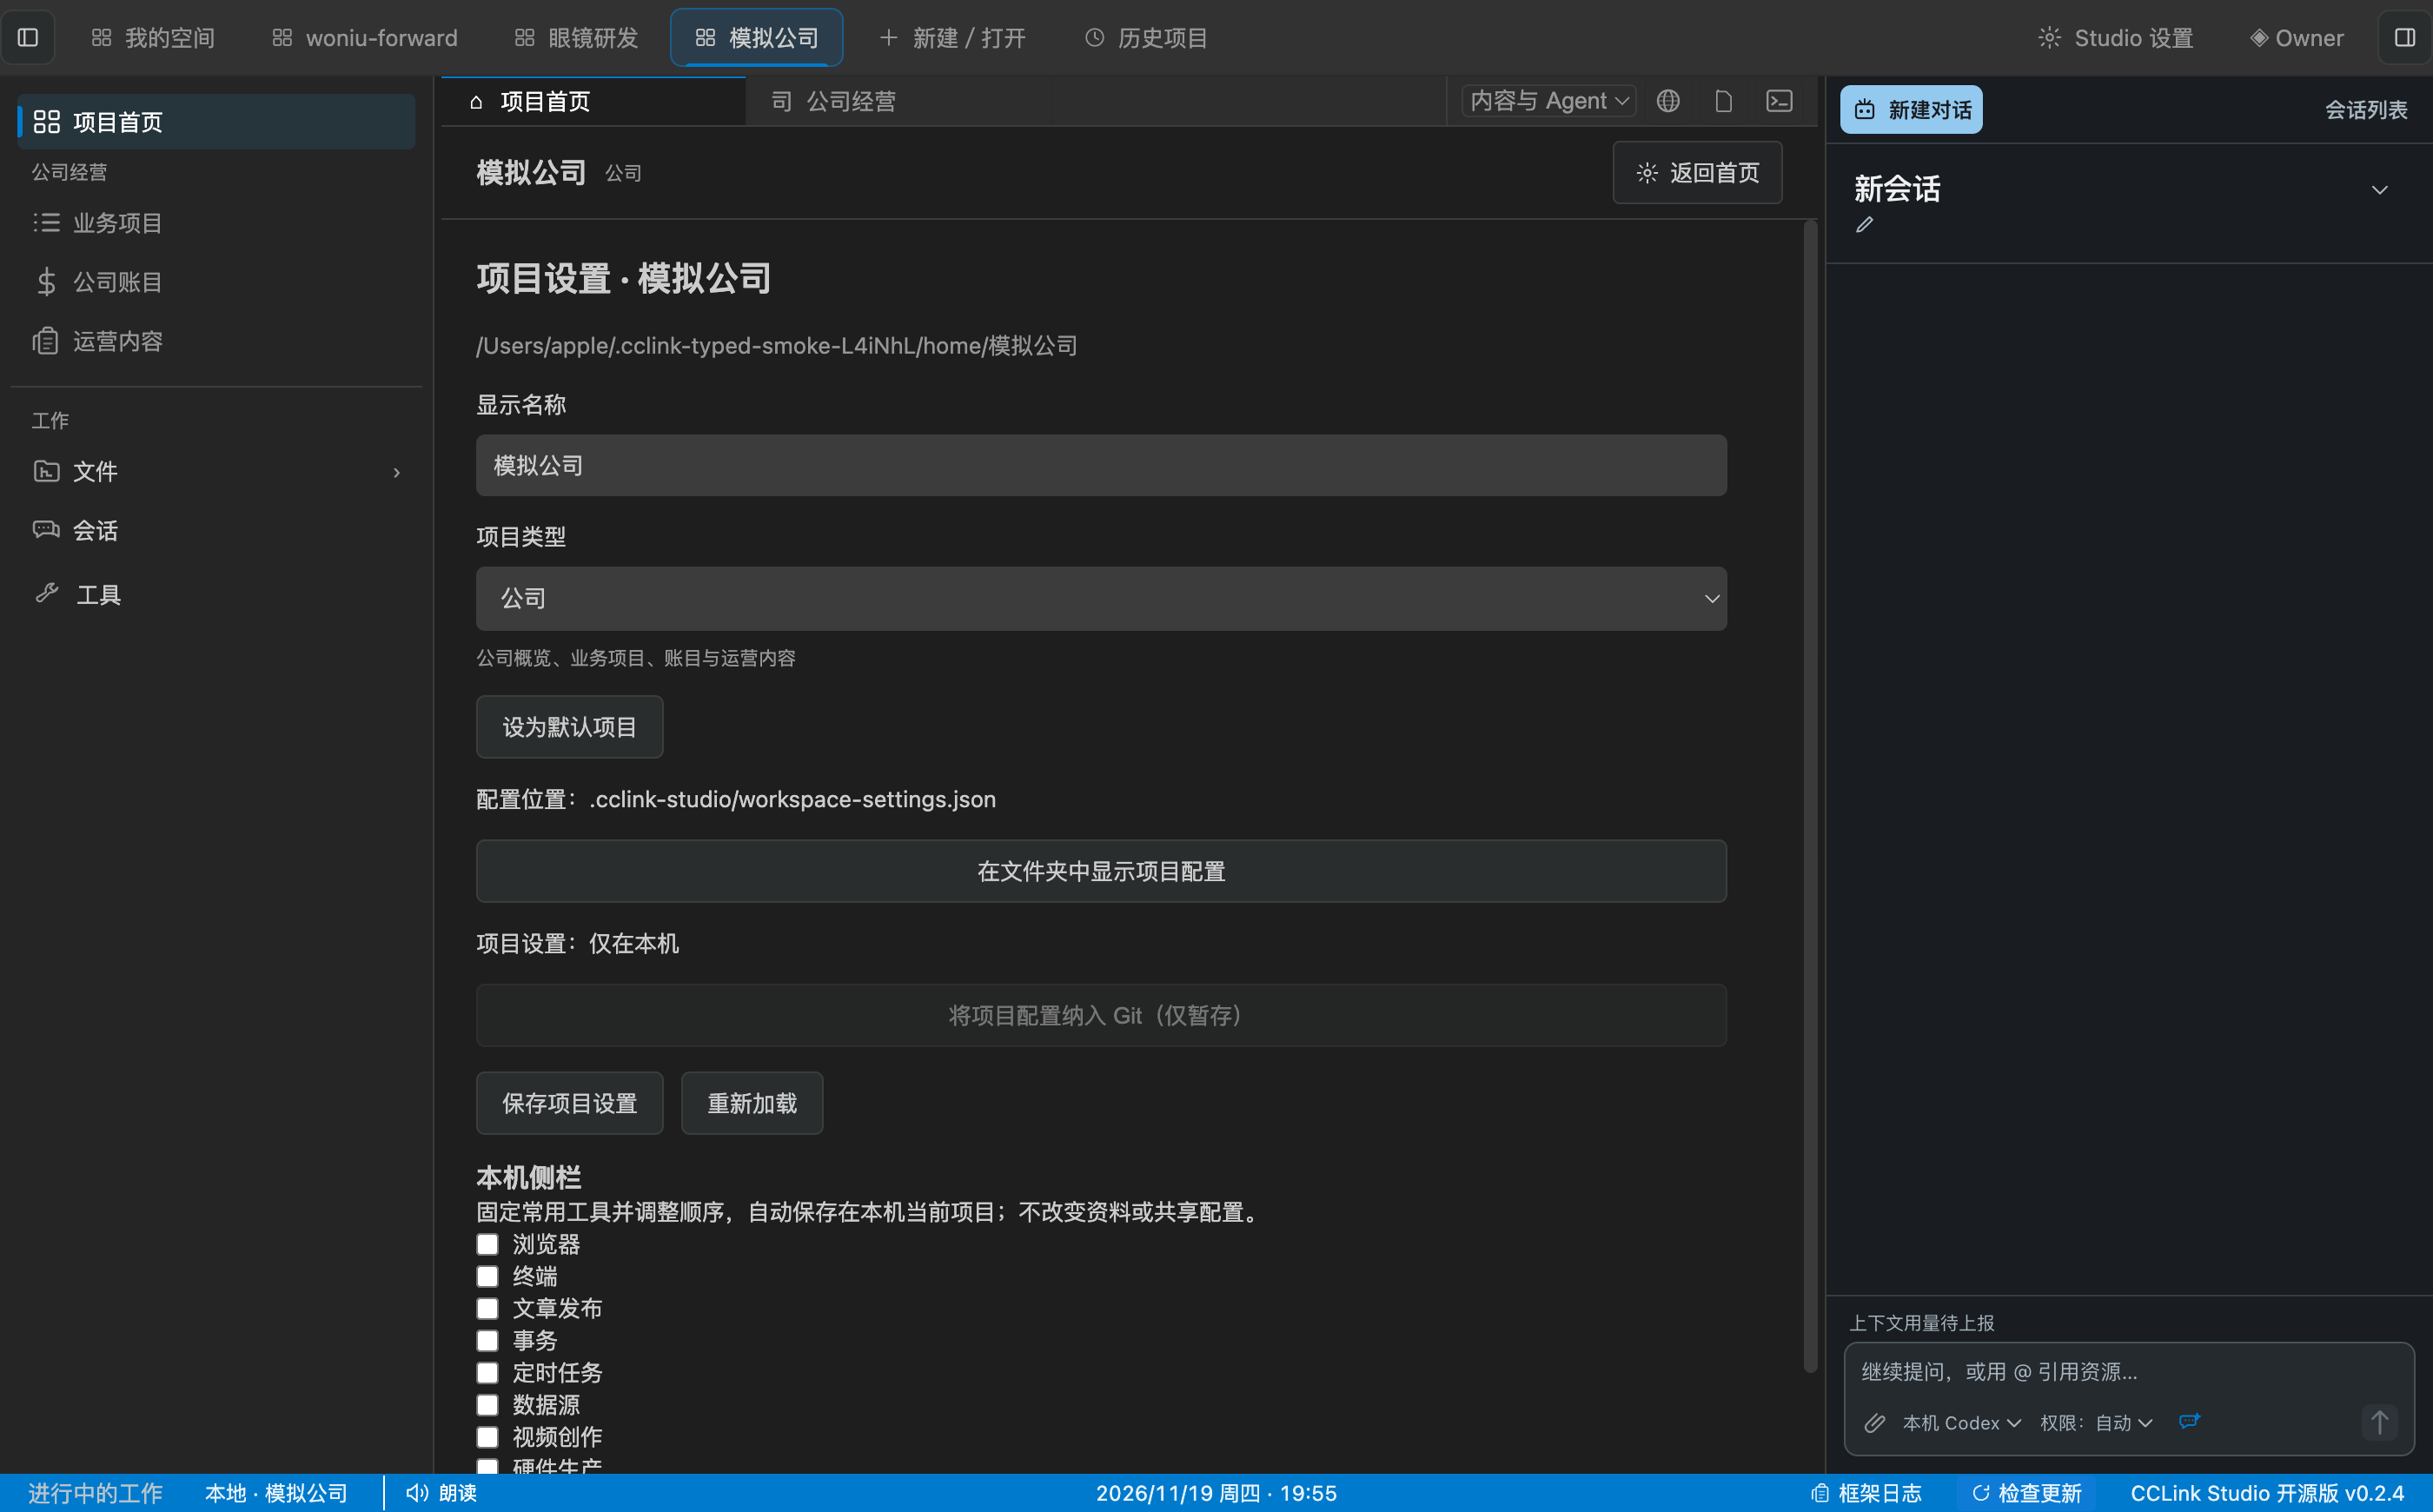 我的空间 woniu-forward 眼镜研发 模拟公司 新建 / 打开 历史项目 Studio 设置 Owner
项目首页
公司经营
业务项目
公司账目
运营内容
工作
文件
会话
工具
项目首页 司 公司经营 内容与 Agent
模拟公司 公司 返回首页
项目设置 · 模拟公司
/Users/apple/.cclink-typed-smoke-L4iNhL/home/模拟公司
显示名称
模拟公司
项目类型
公司
公司概览、业务项目、账目与运营内容
设为默认项目
配置位置：.cclink-studio/workspace-settings.json
在文件夹中显示项目配置
项目设置：仅在本机
将项目配置纳入 Git（仅暂存）
保存项目设置 重新加载
本机侧栏
固定常用工具并调整顺序，自动保存在本机当前项目；不改变资料或共享配置。
浏览器
终端
文章发布
事务
定时任务
数据源
视频创作
硬件生产
新建对话 会话列表
新会话
上下文用量待上报
继续提问，或用 @ 引用资源...
本机 Codex 权限：自动
进行中的工作 本地 · 模拟公司 朗读 2026/11/19 周四 · 19:55 框架日志 检查更新 CCLink Studio 开源版 v0.2.4